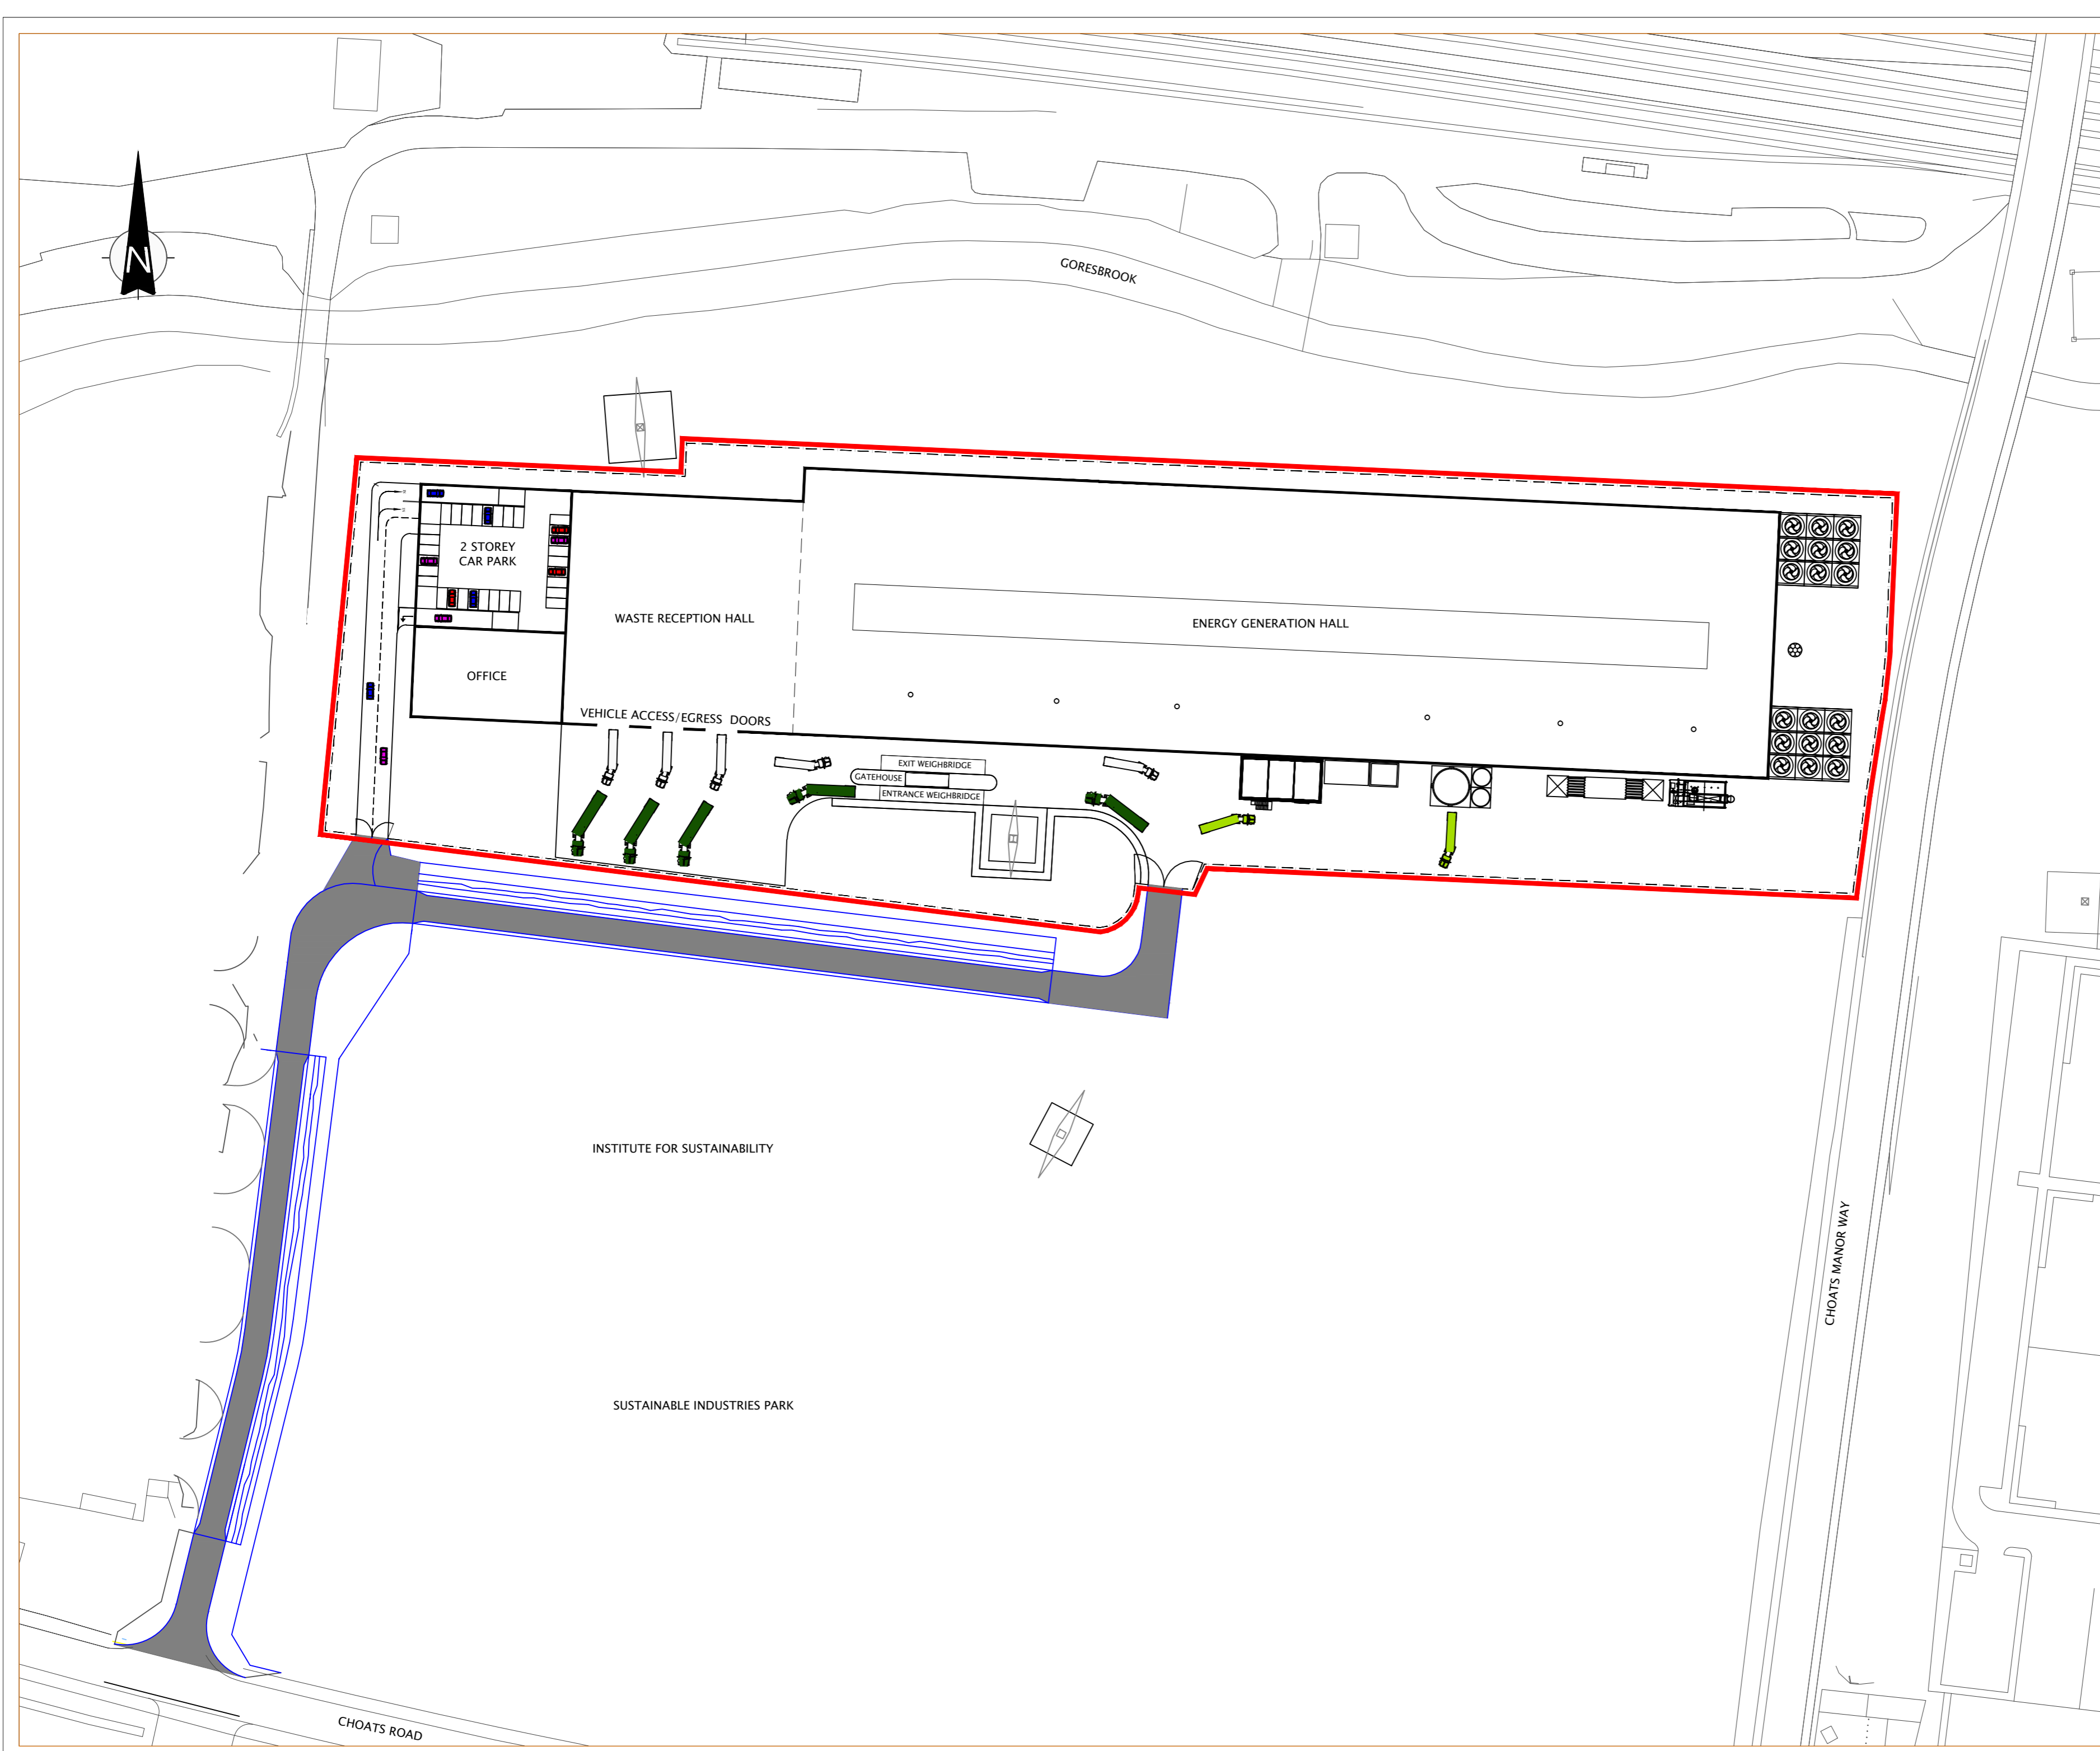 N
GORESBROOK
2 STOREY
CAR PARK
WASTE RECEPTION HALL
ENERGY GENERATION HALL
OFFICE
VEHICLE ACCESS/EGRESS DOORS
EXIT WEIGHBRIDGE
GATEHOUSE
ENTRANCE WEIGHBRIDGE
INSTITUTE FOR SUSTAINABILITY
CHOATS MANOR WAY
SUSTAINABLE INDUSTRIES PARK
CHOATS ROAD